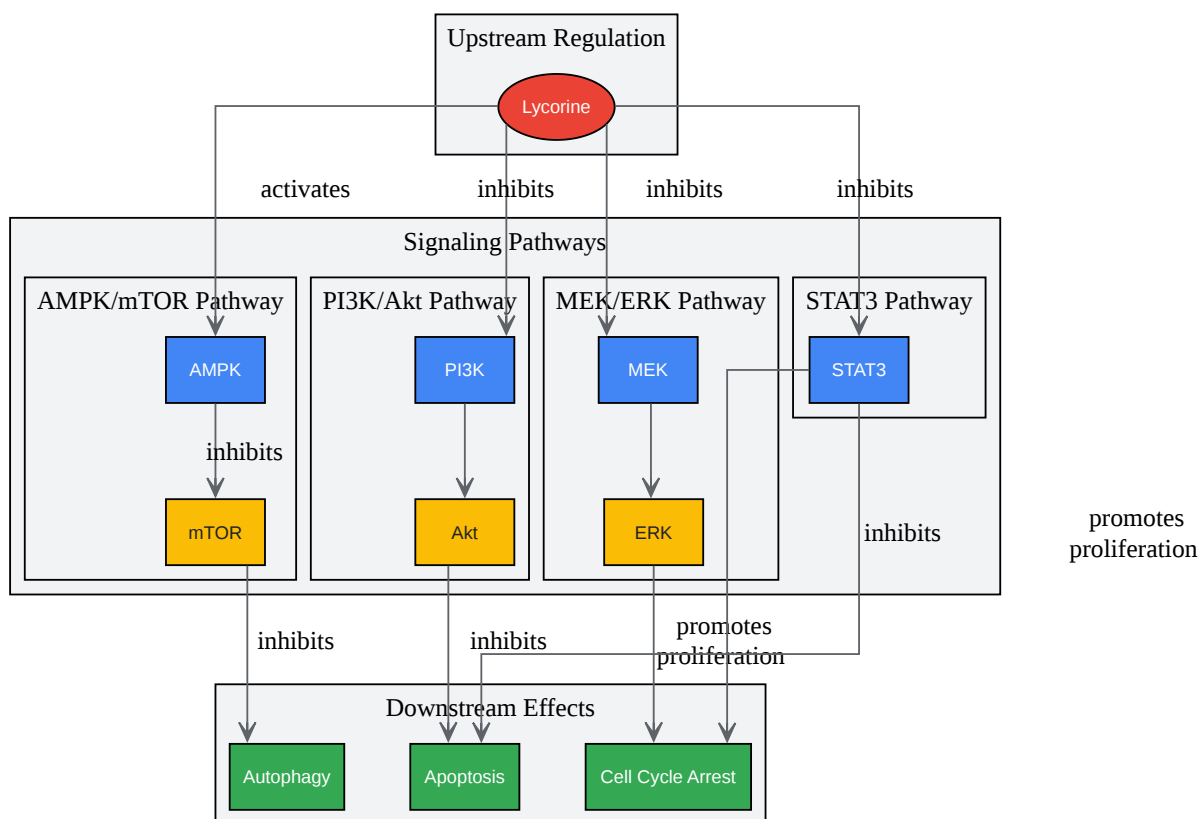 Upstream Regulation
Lycorine
activates
inhibits
inhibits
inhibits
Signaling Pathways
AMPK/mTOR Pathway
PI3K/Akt Pathway
MEK/ERK Pathway
STAT3 Pathway
AMPK
PI3K
MEK
STAT3
inhibits
mTOR
Akt
ERK
inhibits
promotes
proliferation
inhibits
inhibits
promotes
proliferation
Downstream Effects
Autophagy
Apoptosis
Cell Cycle Arrest